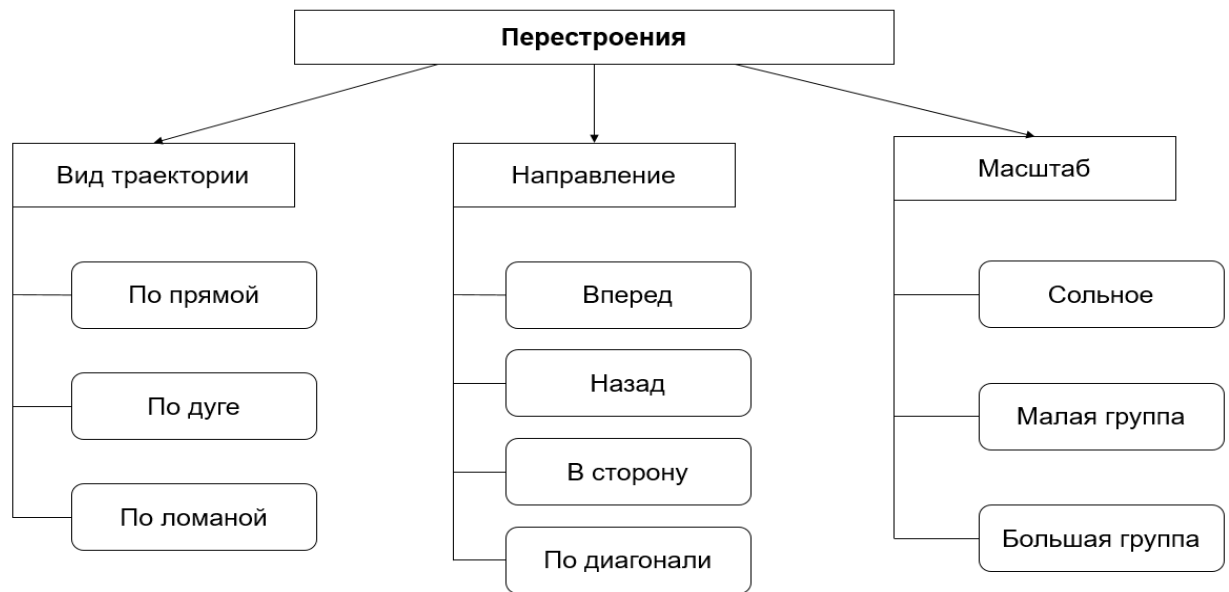 Перестроения
Вид траектории
По прямой
По дуге
По ломаной
Направление
Вперед
Назад
В сторону
По диагонали
Масштаб
Сольное
Малая группа
Большая группа